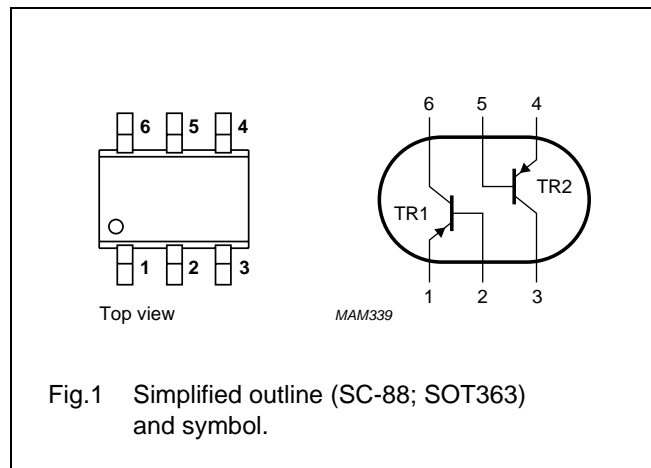 6 5 4
1 2 3
Top view
6 5 4
TR2
TR1
1 2 3
MAM339
Fig.1 Simplified outline (SC-88; SOT363)
and symbol.